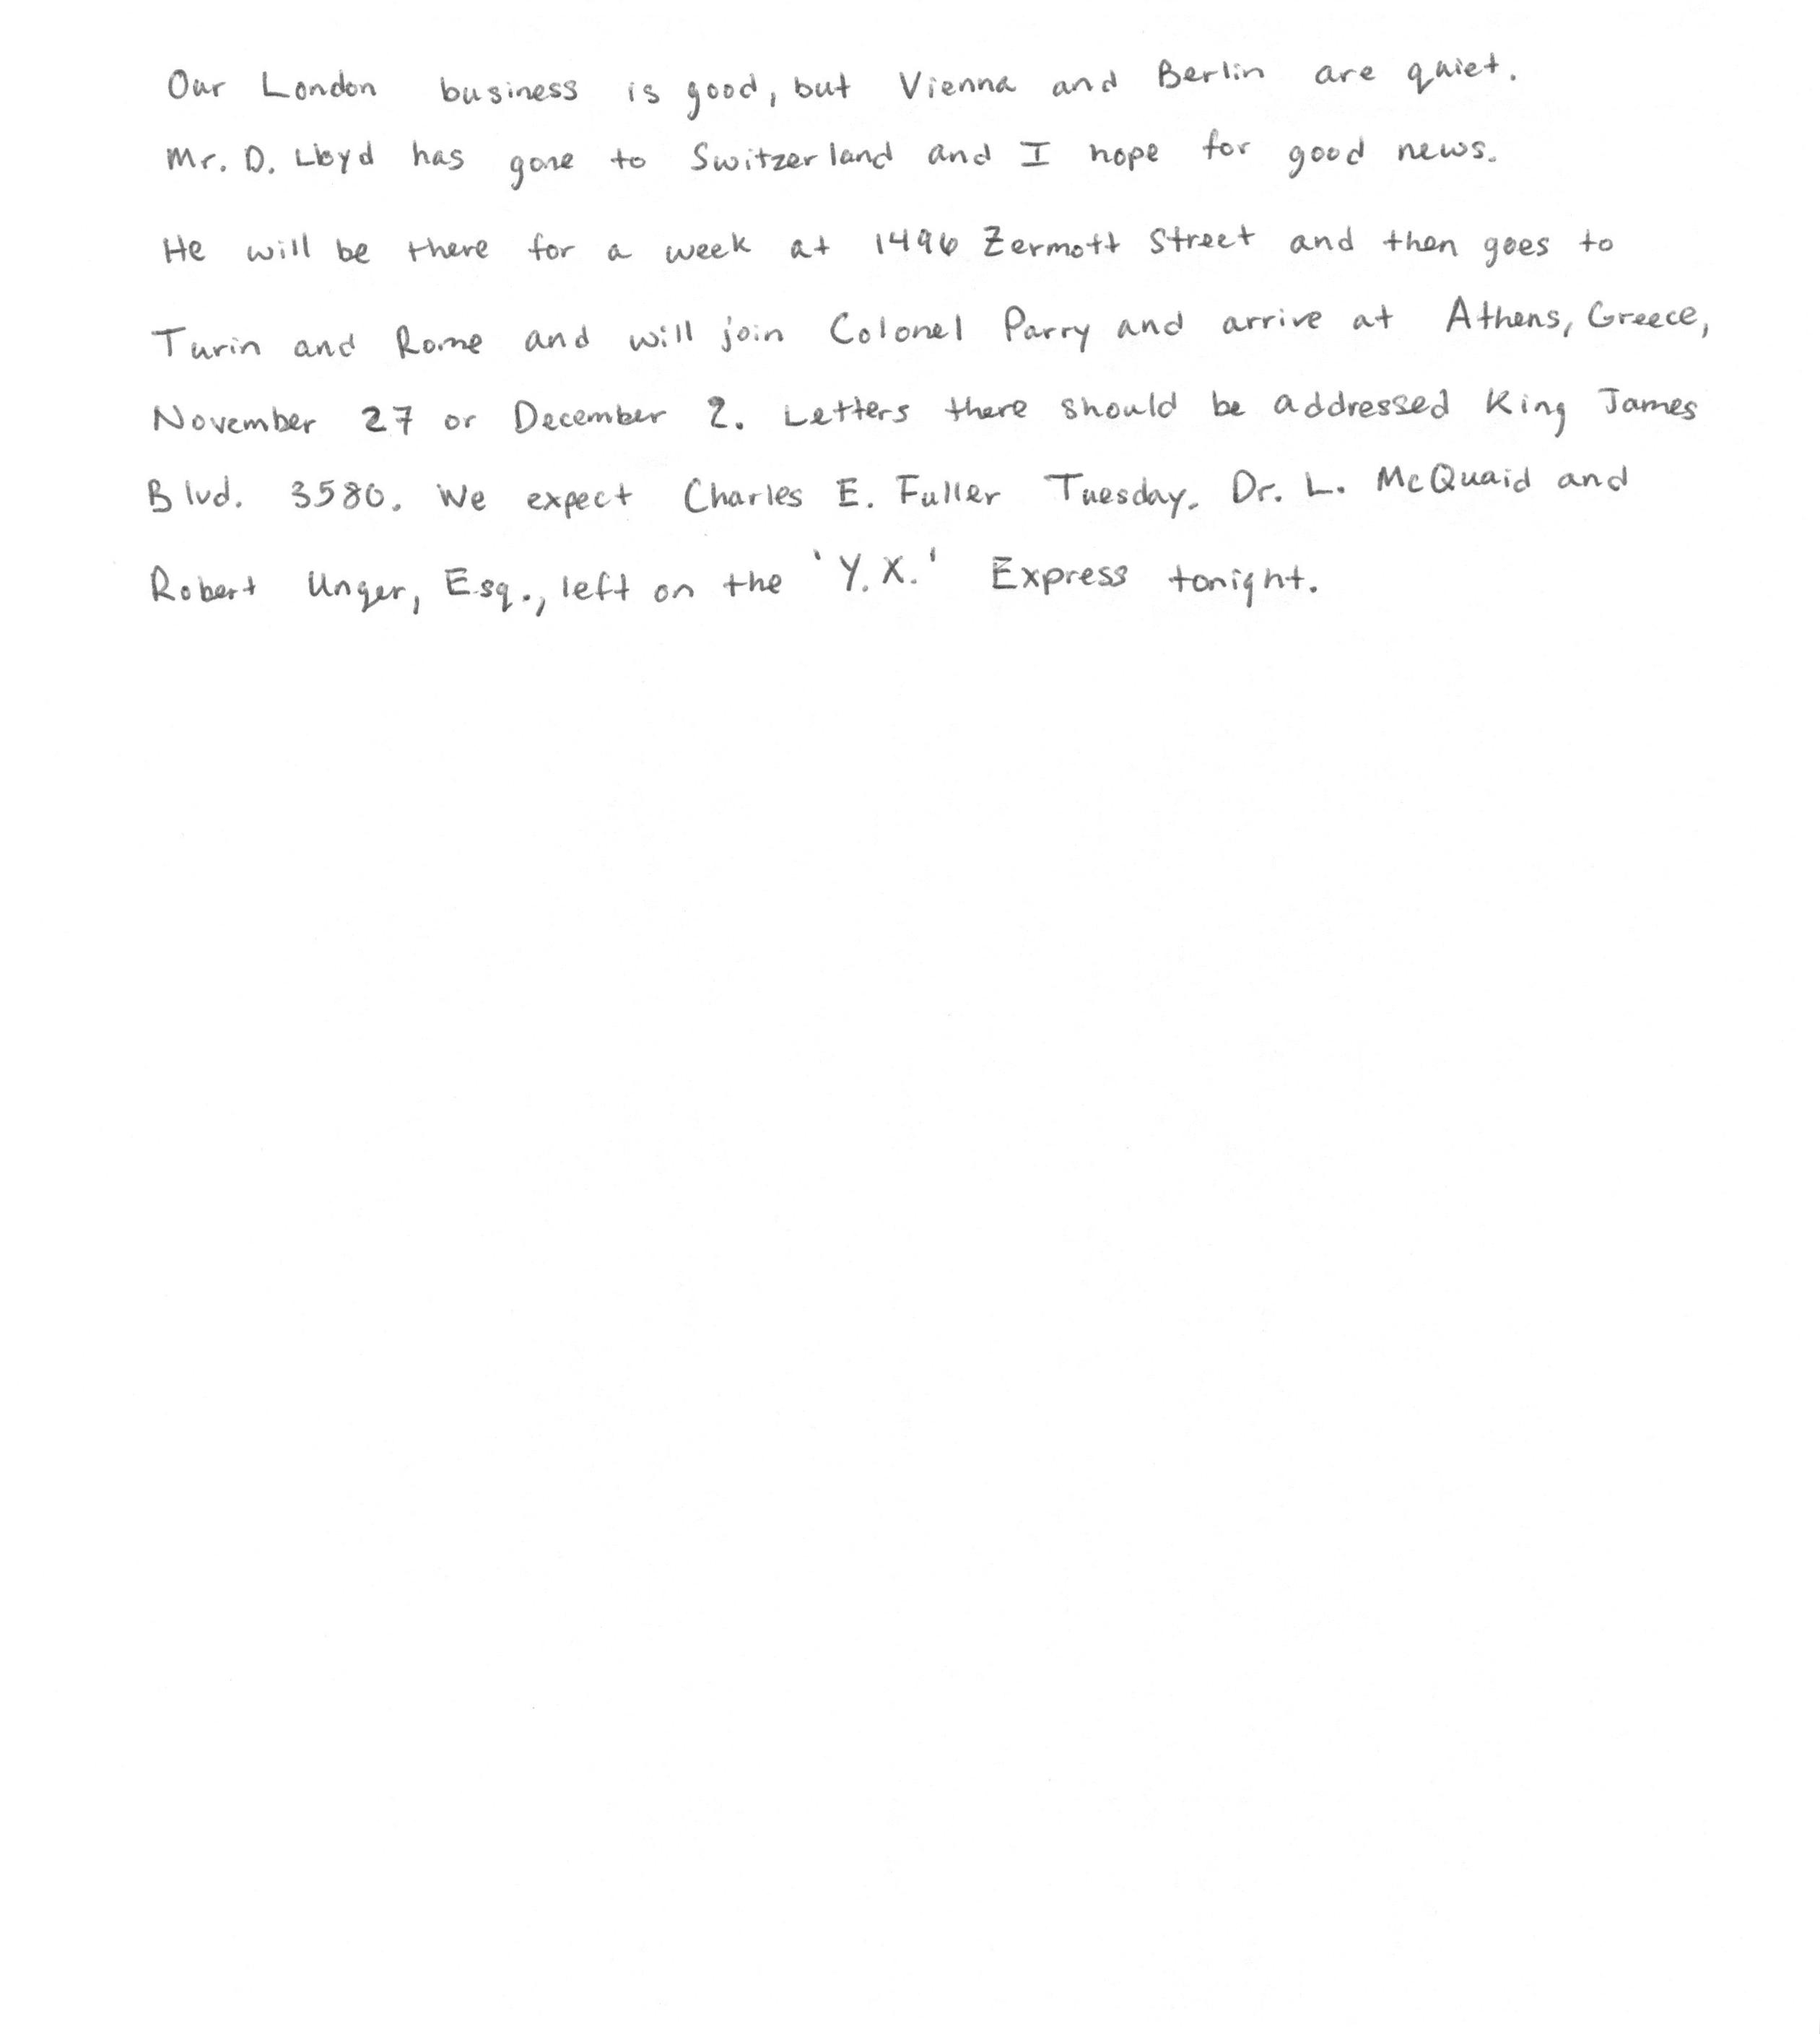 Our London business is good, but Vienna and Berlin are quiet.
Mr. D. Lloyd has gone to Switzerland and I hope for good news.
He will be there for a week at 1496 Zermott Street and then goes to
Turin and Rome and will join Colonel Parry and arrive at Athens, Greece,
November 27 or December 2. Letters there should be addressed King James
Blvd. 3580. We expect Charles E. Fuller Tuesday. Dr. L. McQuaid and
Robert Unger, Esq., left on the 'Y.X.' Express tonight.